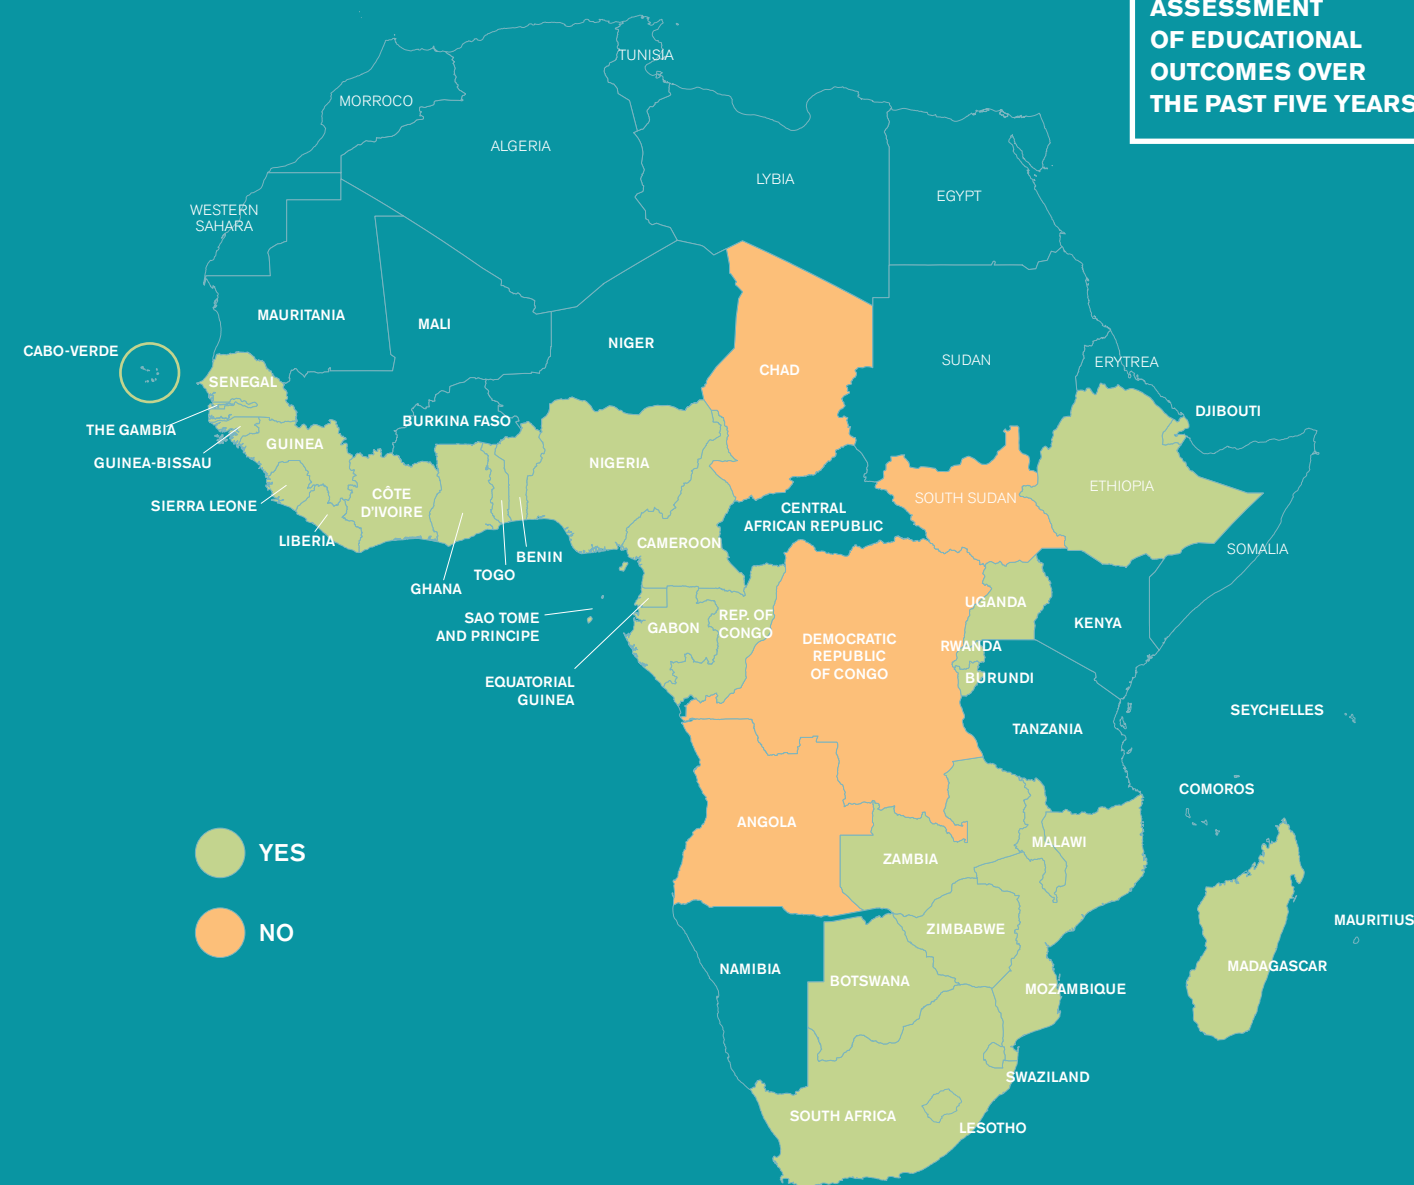 ASSESSMENT
OF EDUCATIONAL
OUTCOMES OVER
THE PAST FIVE YEARS
TUNISIA
MORROCO
ALGERIA
LYBIA
EGYPT
WESTERN
SAHARA
MAURITANIA
MALI
NIGER
CHAD
SUDAN
ERYTREA
CABO-VERDE
SENEGAL
DJIBOUTI
THE GAMBIA
BURKINA FASO
GUINEA
GUINEA-BISSAU
NIGERIA
ETHIOPIA
SOUTH SUDAN
CÔTE
D'IVOIRE
SIERRA LEONE
CENTRAL
AFRICAN REPUBLIC
LIBERIA
CAMEROON
SOMALIA
BENIN
TOGO
GHANA
UGANDA
SAO TOME
AND PRINCIPE
REP. OF
CONGO
GABON
KENYA
DEMOCRATIC
REPUBLIC
OF CONGO
RWANDA
BURUNDI
EQUATORIAL
GUINEA
SEYCHELLES
TANZANIA
COMOROS
ANGOLA
MALAWI
YES
ZAMBIA
MAURITIUS
NO
ZIMBABWE
NAMIBIA
MADAGASCAR
BOTSWANA
MOZAMBIQUE
SWAZILAND
SOUTH AFRICA
LESOTHO